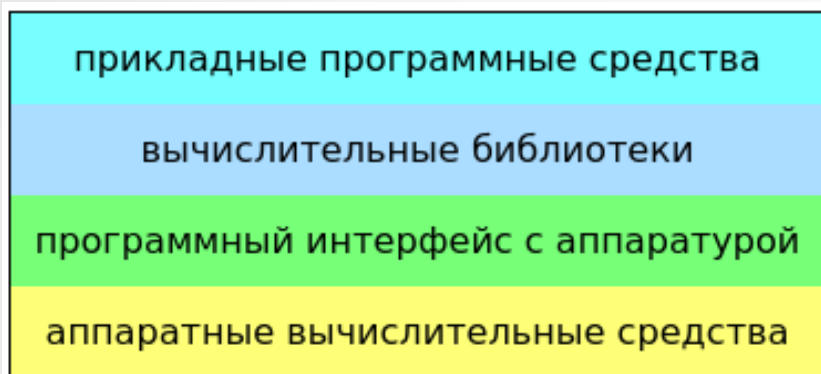 прикладные программные средства
вычислительные библиотеки
программный интерфейс с аппаратурой
аппаратные вычислительные средства